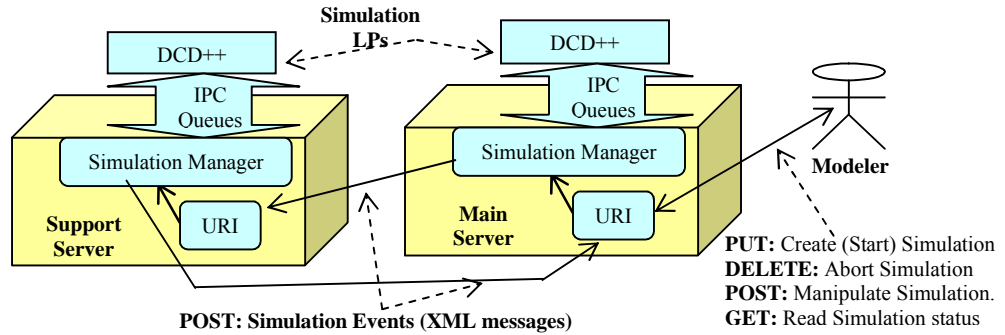 Simulation
LPs
DCD++
DCD++
IPC
Queues
IPC
Queues
Simulation Manager
Simulation Manager
Modeler
URI
URI
Support
Server
Main
Server
PUT: Create (Start) Simulation
DELETE: Abort Simulation
POST: Manipulate Simulation.
GET: Read Simulation status
POST: Simulation Events (XML messages)